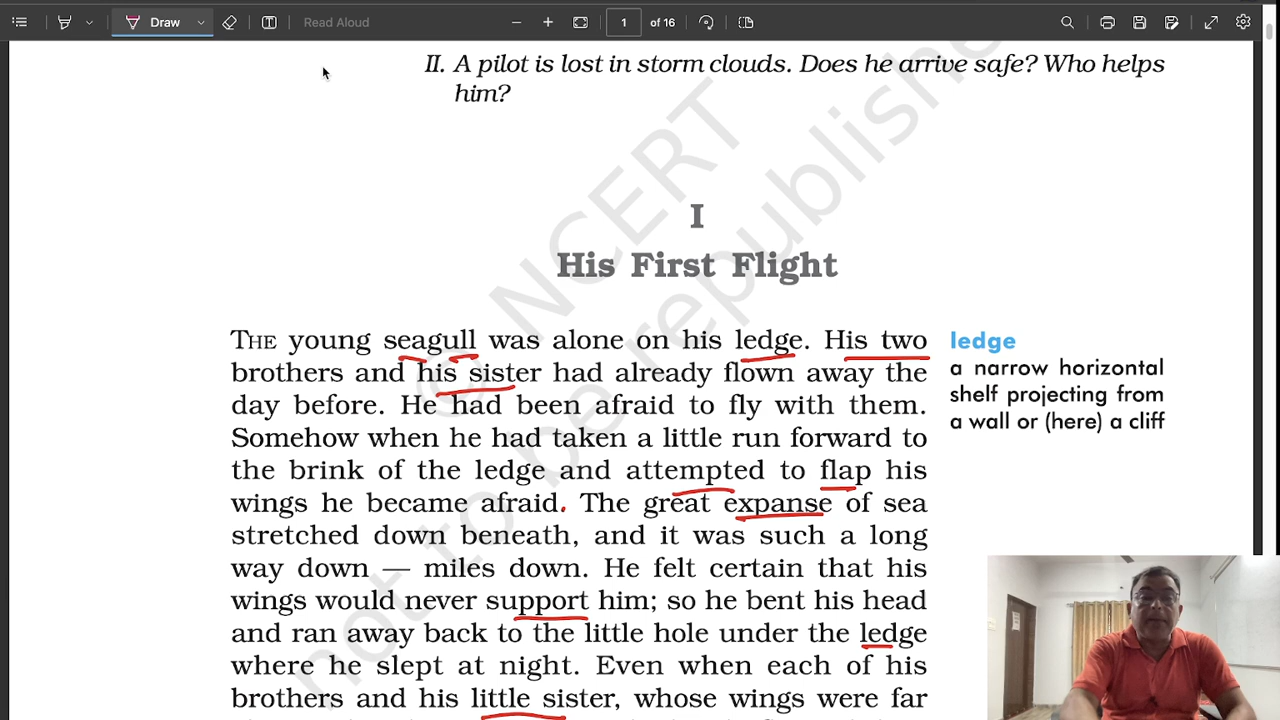 Draw
Read Aloud
1 of 16
II. A pilot is lost in storm clouds. Does he arrive safe? Who helps
him?
I
His First Flight
THE young seagull was alone on his ledge. His two
brothers and his sister had already flown away the
day before. He had been afraid to fly with them.
Somehow when he had taken a little run forward to
the brink of the ledge and attempted to flap his
wings he became afraid. The great expanse of sea
stretched down beneath, and it was such a long
way down — miles down. He felt certain that his
wings would never support him; so he bent his head
and ran away back to the little hole under the ledge
where he slept at night. Even when each of his
brothers and his little sister, whose wings were far
ledge
a narrow horizontal
shelf projecting from
a wall or (here) a cliff
© NCERT
not to be republishe